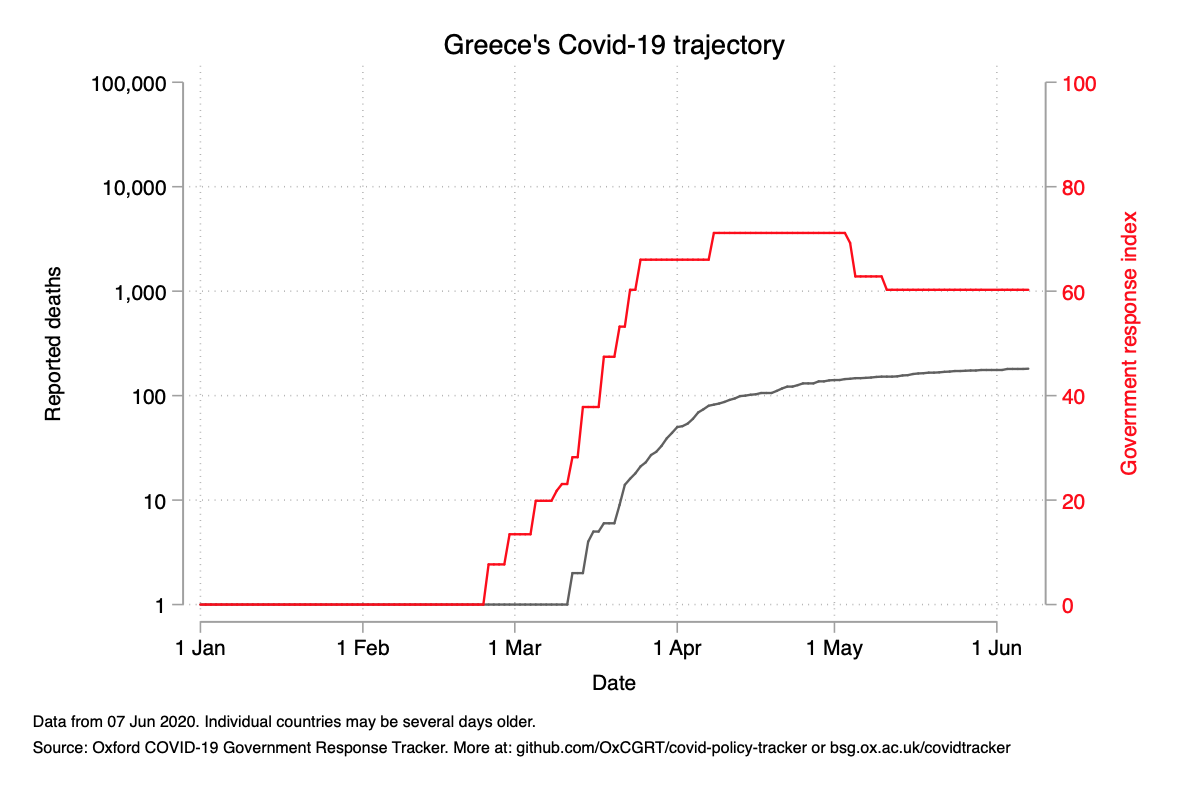 Greece's Covid-19 trajectory
100,000
10,000
1,000
100
10
1
Reported deaths
100
80
60
40
20
0
Government response index
1 Jan
1 Feb
1 Mar
1 Apr
1 May
1 Jun
Date
Data from 07 Jun 2020. Individual countries may be several days older.
Source: Oxford COVID-19 Government Response Tracker. More at: github.com/OxCGRT/covid-policy-tracker or bsg.ox.ac.uk/covidtracker